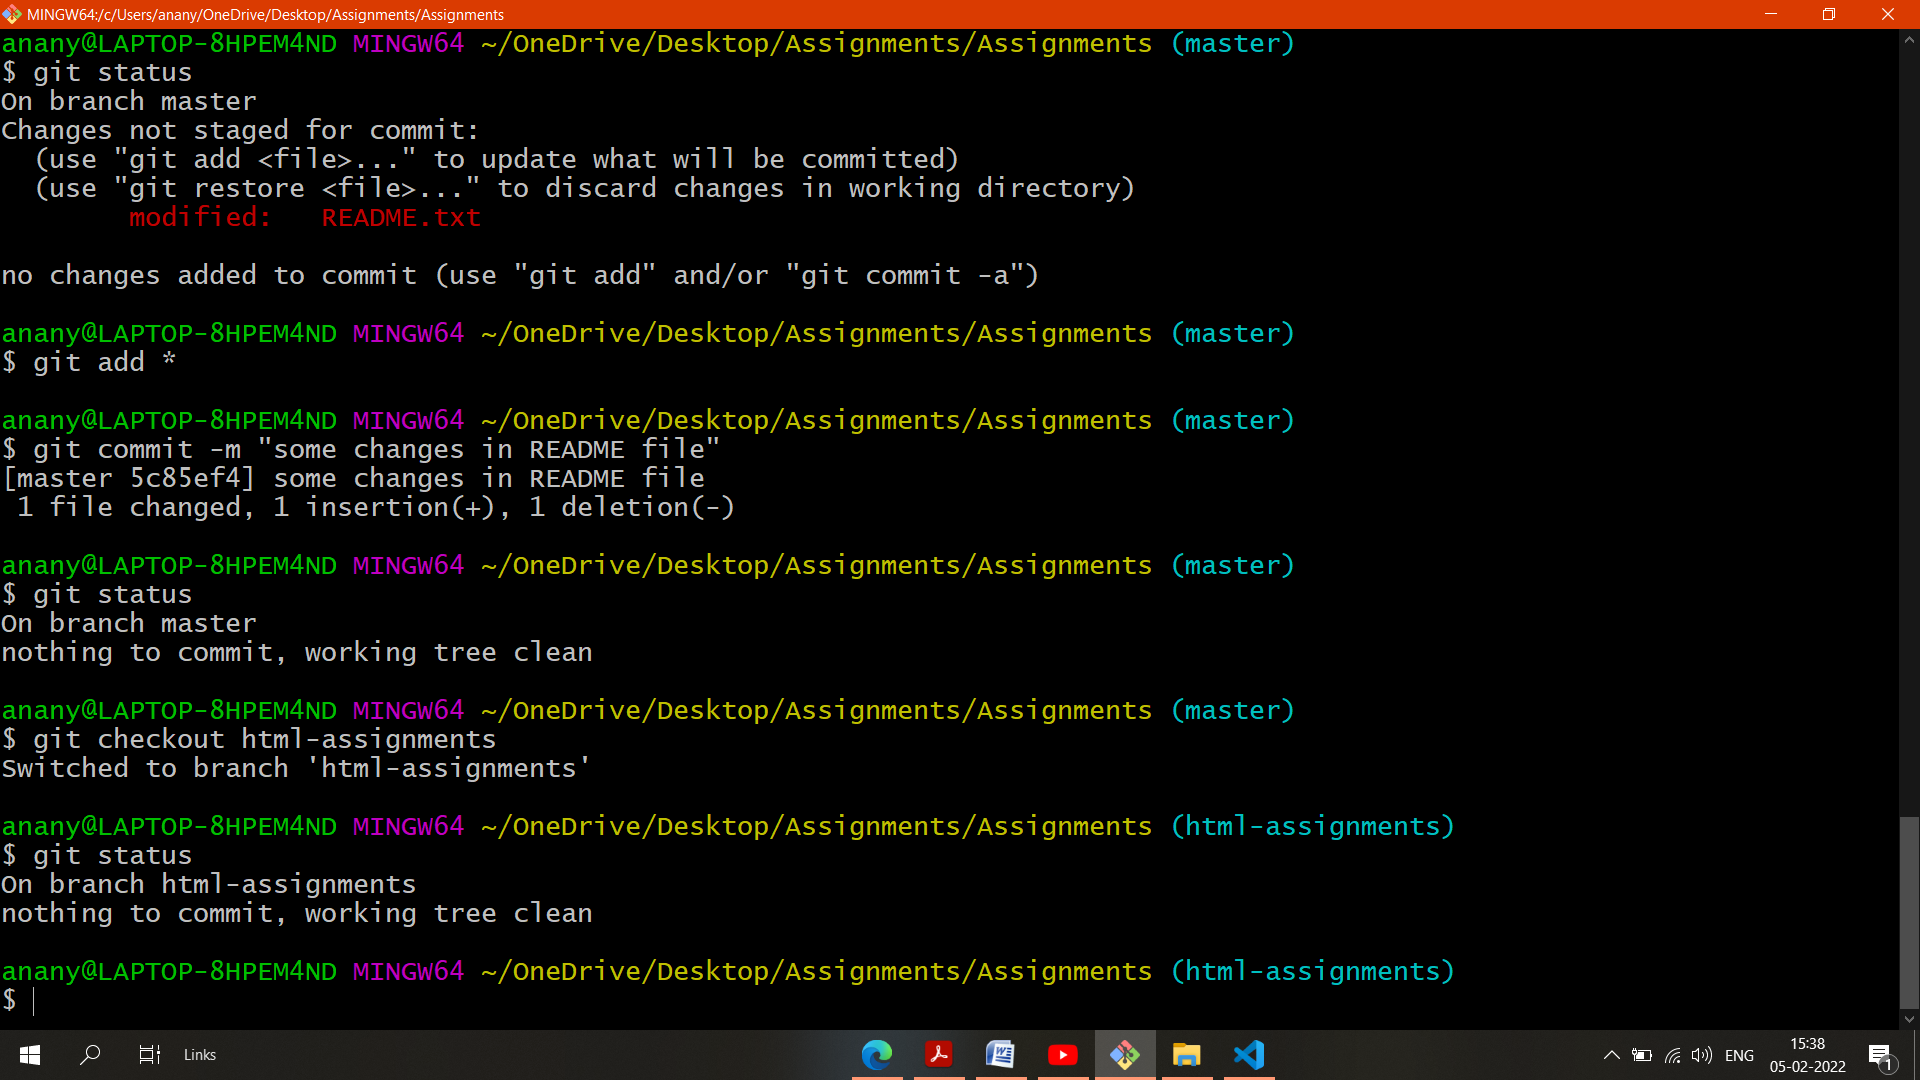 MINGW64:/c/Users/anany/OneDrive/Desktop/Assignments/Assignments
anany@LAPTOP-8HPEM4ND MINGW64 ~/OneDrive/Desktop/Assignments/Assignments (master)
$ git status
On branch master
Changes not staged for commit:
  (use "git add <file>..." to update what will be committed)
  (use "git restore <file>..." to discard changes in working directory)
        modified:   README.txt

no changes added to commit (use "git add" and/or "git commit -a")

anany@LAPTOP-8HPEM4ND MINGW64 ~/OneDrive/Desktop/Assignments/Assignments (master)
$ git add *

anany@LAPTOP-8HPEM4ND MINGW64 ~/OneDrive/Desktop/Assignments/Assignments (master)
$ git commit -m "some changes in README file"
[master 5c85ef4] some changes in README file
 1 file changed, 1 insertion(+), 1 deletion(-)

anany@LAPTOP-8HPEM4ND MINGW64 ~/OneDrive/Desktop/Assignments/Assignments (master)
$ git status
On branch master
nothing to commit, working tree clean

anany@LAPTOP-8HPEM4ND MINGW64 ~/OneDrive/Desktop/Assignments/Assignments (master)
$ git checkout html-assignments
Switched to branch 'html-assignments'

anany@LAPTOP-8HPEM4ND MINGW64 ~/OneDrive/Desktop/Assignments/Assignments (html-assignments)
$ git status
On branch html-assignments
nothing to commit, working tree clean

anany@LAPTOP-8HPEM4ND MINGW64 ~/OneDrive/Desktop/Assignments/Assignments (html-assignments)
$
Links
W
ENG
15:38
05-02-2022
1